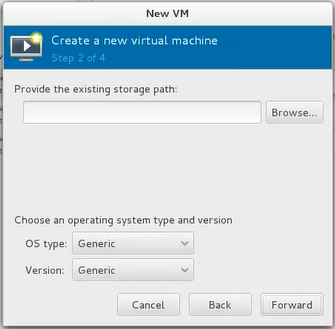 New VM
Create a new virtual machine
Step 2 of 4
Provide the existing storage path:
Browse...
Choose an operating system type and version
OS type: Generic
Version: Generic
Cancel Back Forward